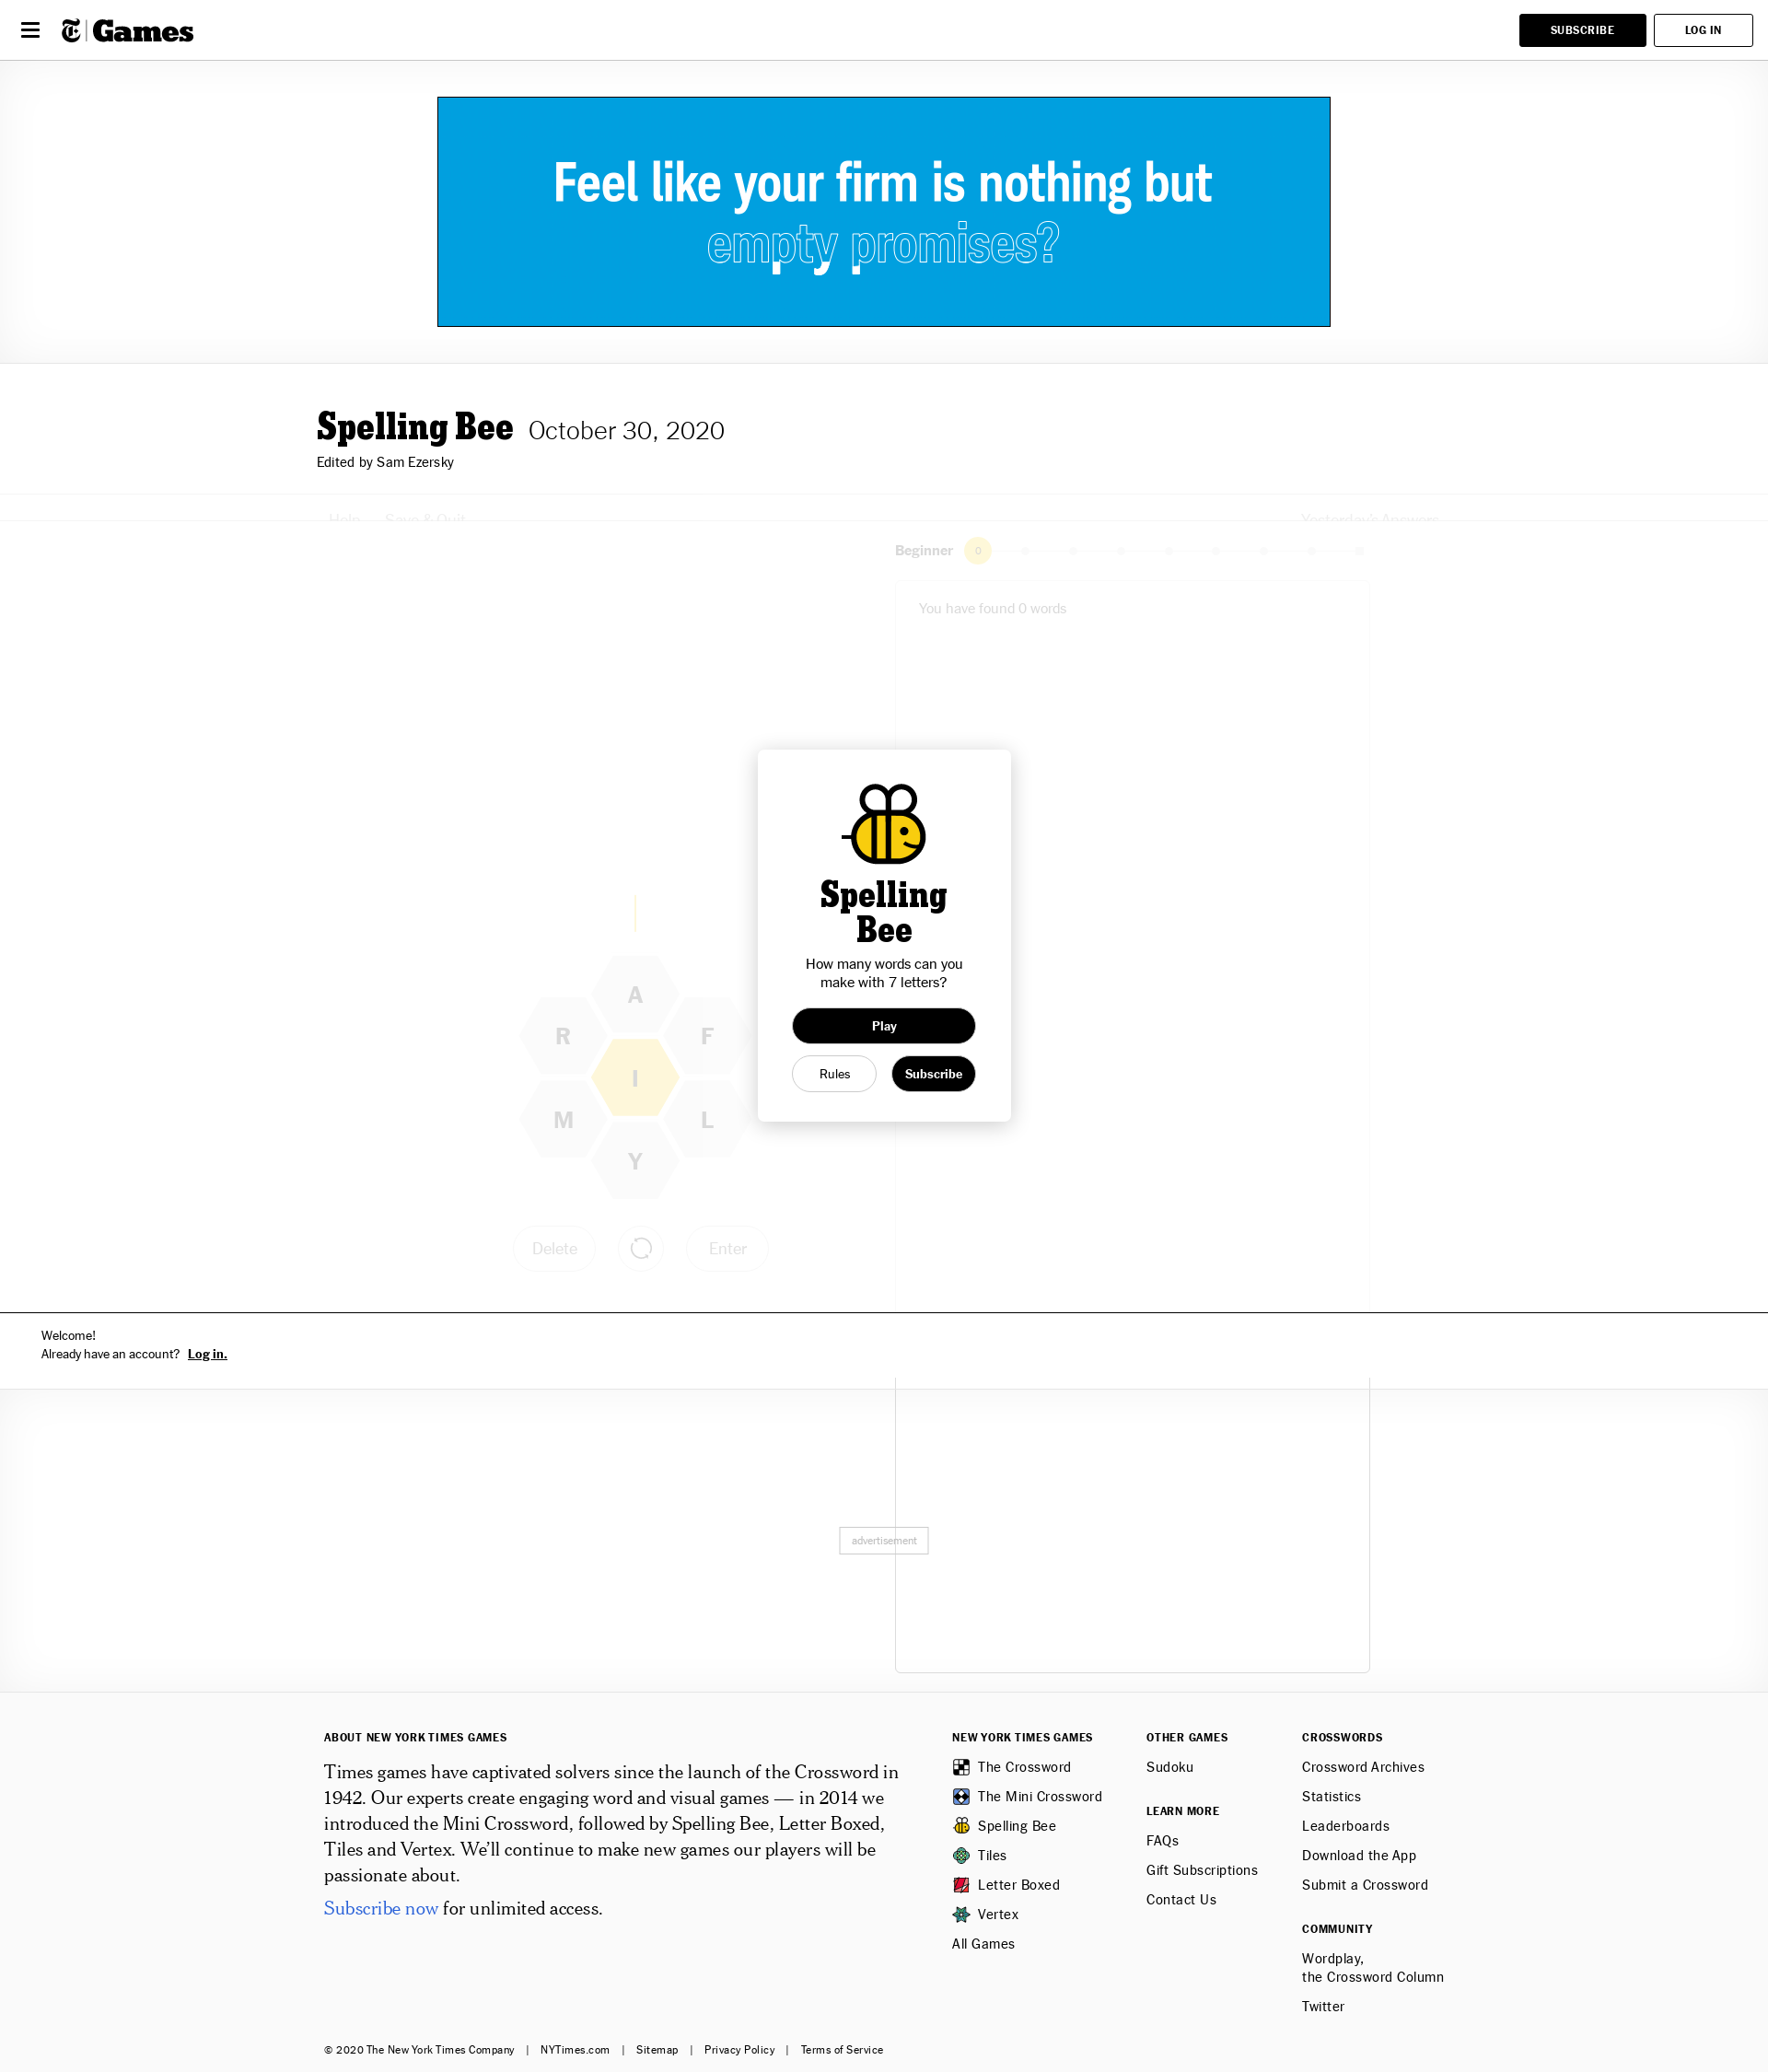 Games
SUBSCRIBE
LOG IN
Feel like your firm is nothing but
empty promises?
Spelling Bee October 30, 2020
Edited by Sam Ezersky
Help Save & Quit Yesterday's Answers
Beginner 0
You have found 0 words
Spelling
Bee
How many words can you
make with 7 letters?
Play
Rules Subscribe
A
R F
I
M L
Y
Delete Enter
Welcome!
Already have an account? Log in.
advertisement
ABOUT NEW YORK TIMES GAMES
Times games have captivated solvers since the launch of the Crossword in
1942. Our experts create engaging word and visual games — in 2014 we
introduced the Mini Crossword, followed by Spelling Bee, Letter Boxed,
Tiles and Vertex. We’ll continue to make new games our players will be
passionate about.
Subscribe now for unlimited access.
NEW YORK TIMES GAMES
The Crossword
The Mini Crossword
Spelling Bee
Tiles
Letter Boxed
Vertex
All Games
OTHER GAMES
Sudoku
LEARN MORE
FAQs
Gift Subscriptions
Contact Us
CROSSWORDS
Crossword Archives
Statistics
Leaderboards
Download the App
Submit a Crossword
COMMUNITY
Wordplay,
the Crossword Column
Twitter
© 2020 The New York Times Company | NYTimes.com | Sitemap | Privacy Policy | Terms of Service